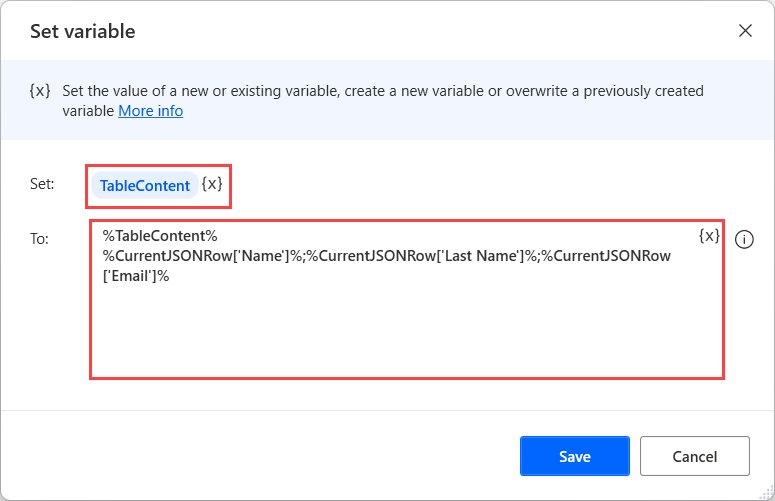 Set variable
{x} Set the value of a new or existing variable, create a new variable or overwrite a previously created
variable More info
Set: TableContent {x}
To: %TableContent% {x}
%CurrentJSONRow['Name']%;%CurrentJSONRow['Last Name']%;%CurrentJSONRow
['Email']%
Save Cancel